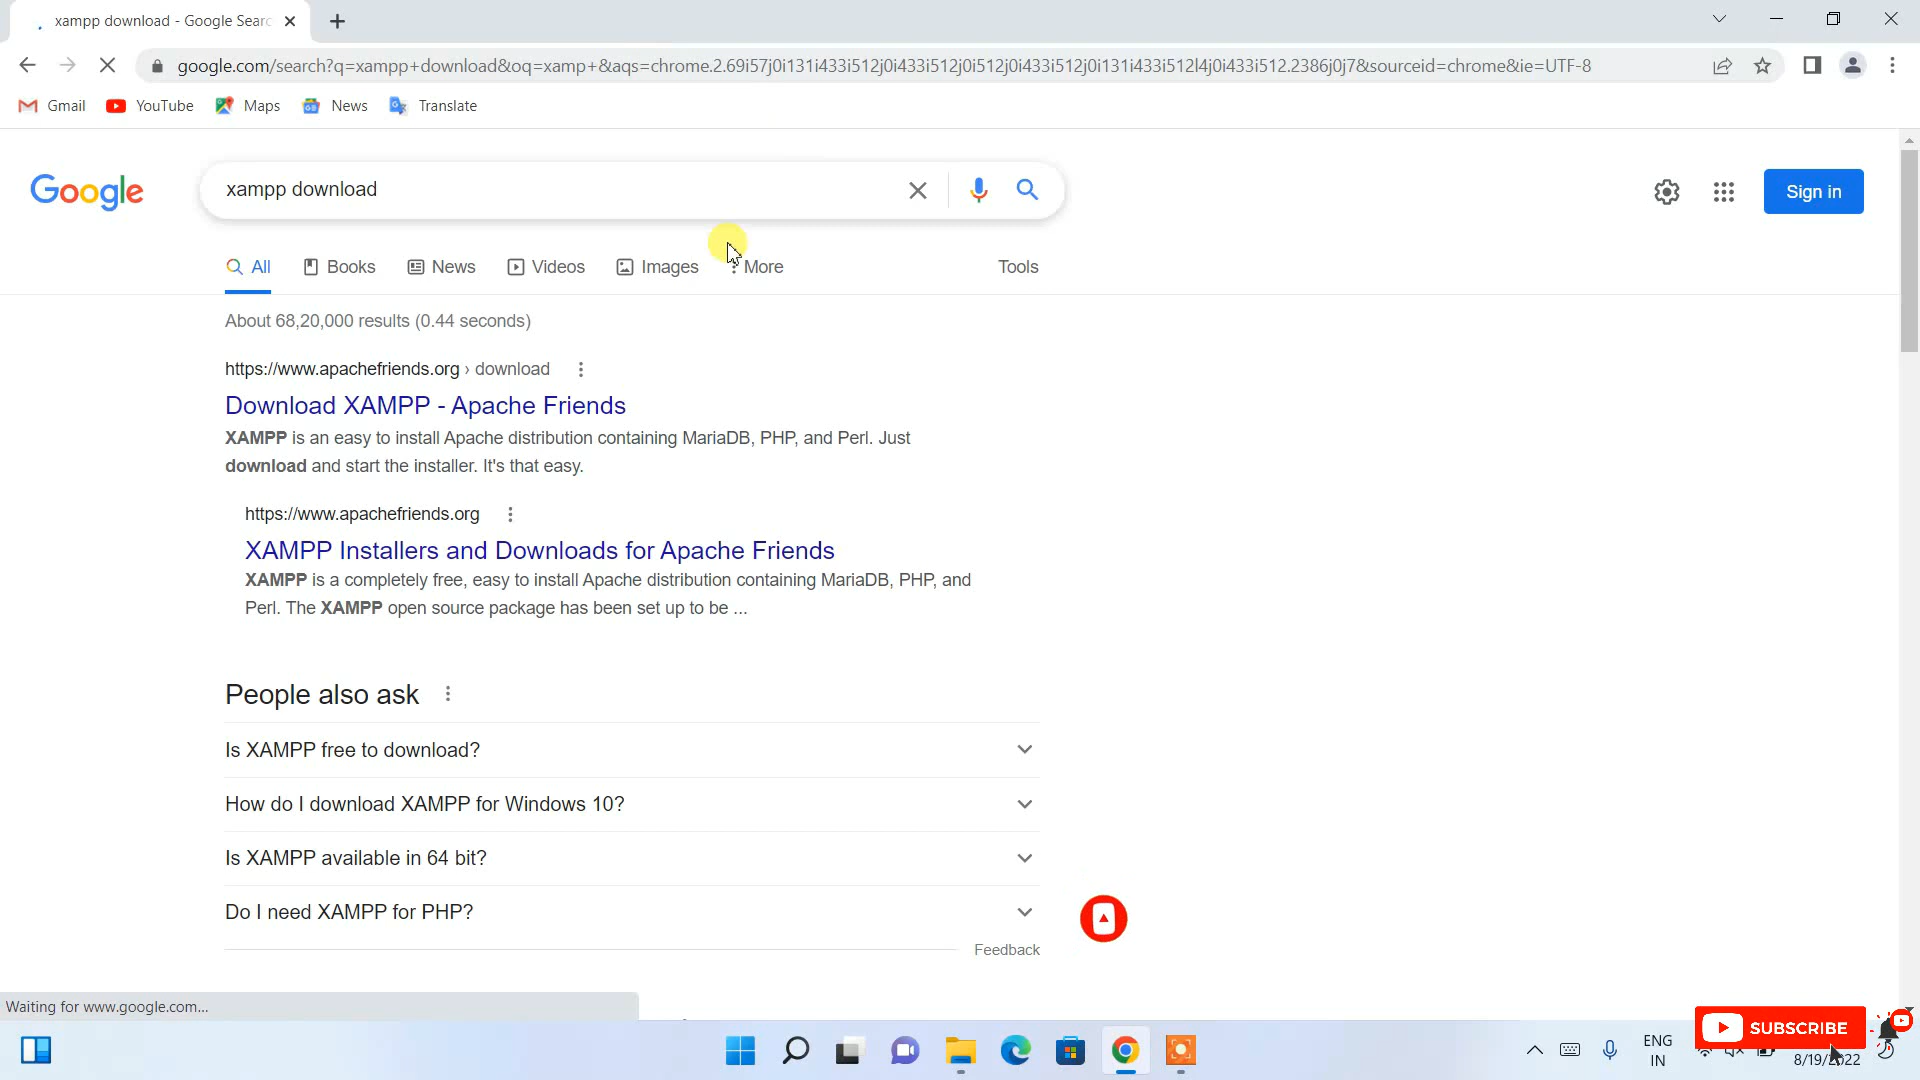 xampp download - Google Searc
google.com/search?q=xampp+download&oq=xamp+&aqs=chrome.2.69i57j0i131i433i512j0i433i512j0i512j0i433i512j0i131i433i512l4j0i433i512.2386j0j7&sourceid=chrome&ie=UTF-8
Gmail YouTube Maps News Translate
Google
xampp download
Sign in
All Books News Videos Images More Tools
About 68,20,000 results (0.44 seconds)
https://www.apachefriends.org › download
Download XAMPP - Apache Friends
XAMPP is an easy to install Apache distribution containing MariaDB, PHP, and Perl. Just
download and start the installer. It's that easy.
https://www.apachefriends.org
XAMPP Installers and Downloads for Apache Friends
XAMPP is a completely free, easy to install Apache distribution containing MariaDB, PHP, and
Perl. The XAMPP open source package has been set up to be ...
People also ask
Is XAMPP free to download?
How do I download XAMPP for Windows 10?
Is XAMPP available in 64 bit?
Do I need XAMPP for PHP?
Feedback
Waiting for www.google.com...
SUBSCRIBE
ENG
IN
8/19/2022